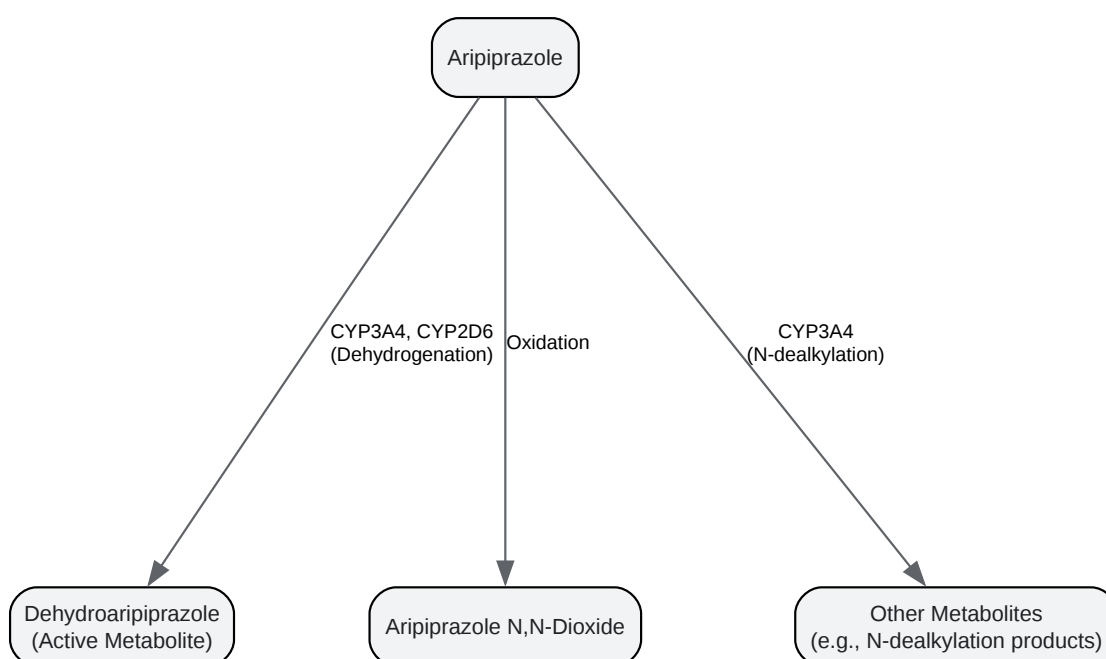 Aripiprazole
CYP3A4, CYP2D6
(Dehydrogenation)
Oxidation
CYP3A4
(N-dealkylation)
Dehydroaripiprazole
(Active Metabolite)
Aripiprazole N,N-Dioxide
Other Metabolites
(e.g., N-dealkylation products)